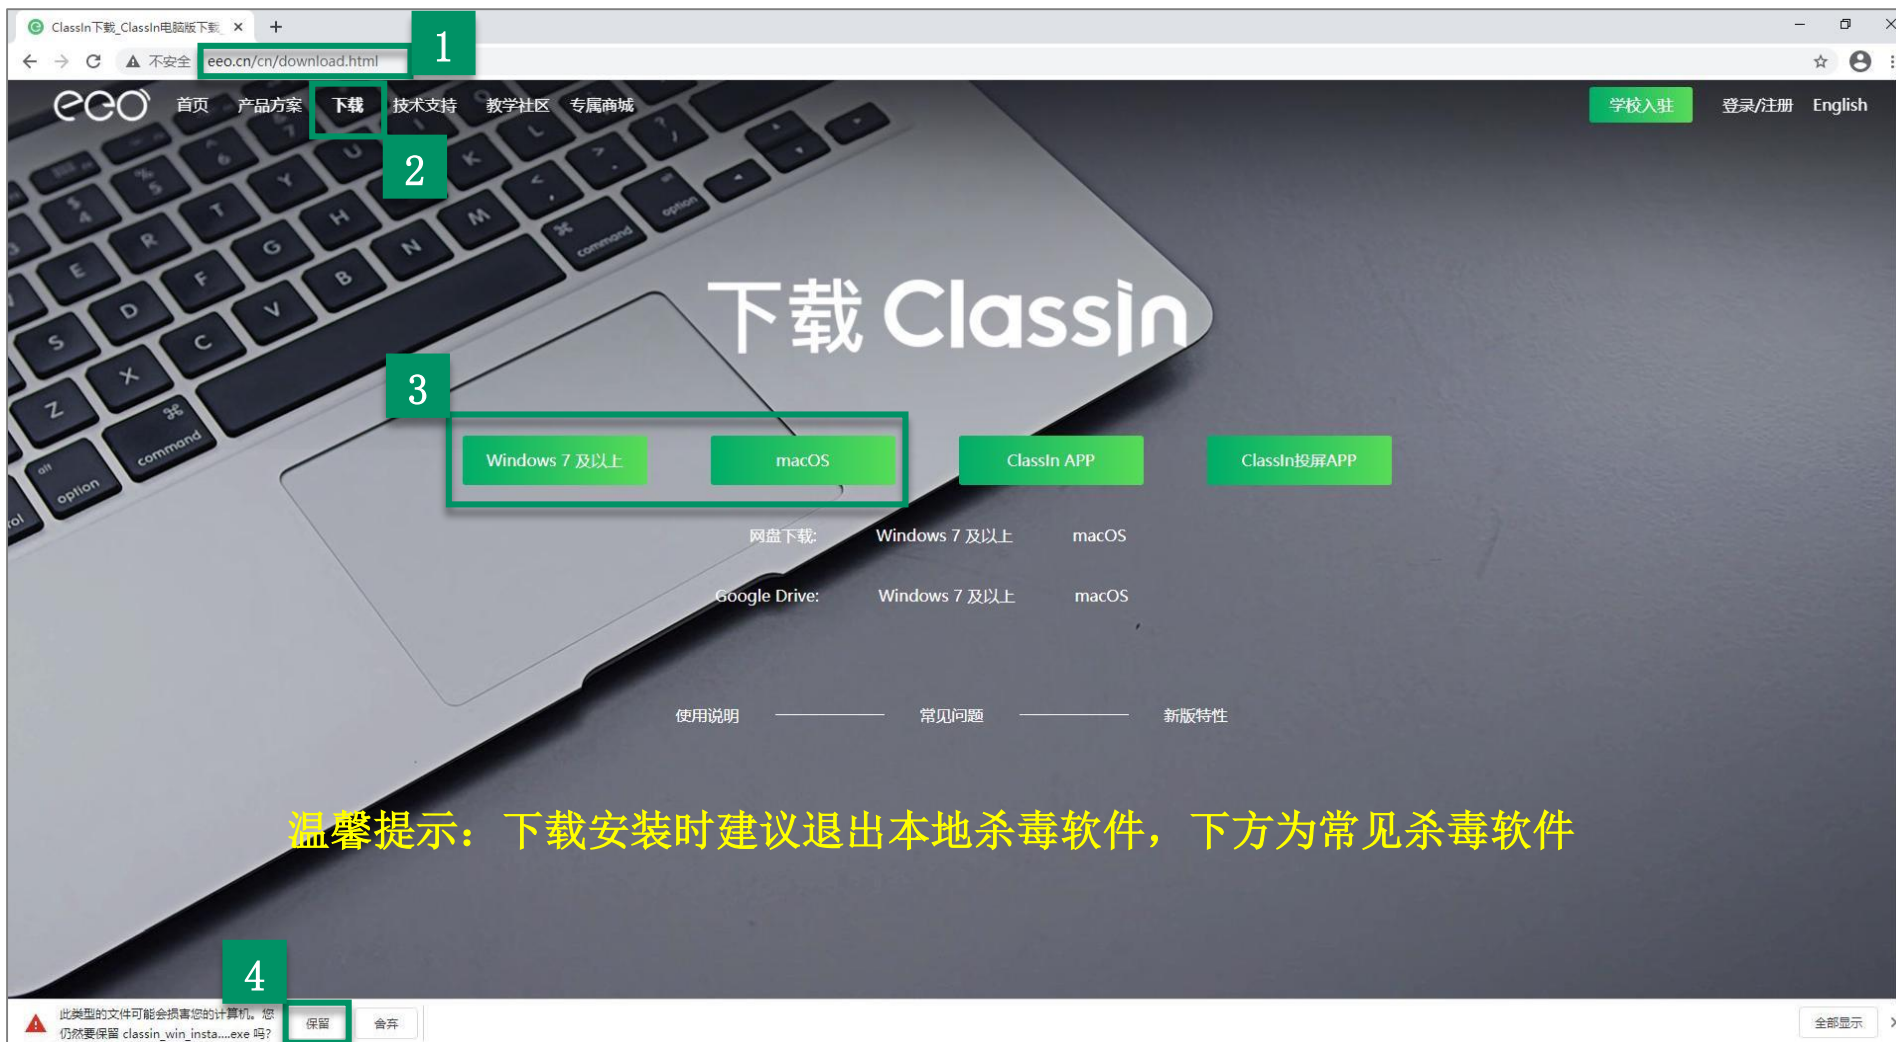 ClassIn下载_ClassIn电脑版下载_
1
不安全 eeo.cn/cn/download.html
eeo 首页 产品方案 下载 技术支持 教学社区 专属商城 学校入驻 登录/注册 English
2
下载 ClassIn
3
Windows 7 及以上 macOS ClassIn APP ClassIn投屏APP
网盘下载: Windows 7 及以上 macOS
Google Drive: Windows 7 及以上 macOS
使用说明 常见问题 新版特性
温馨提示：下载安装时建议退出本地杀毒软件，下方为常见杀毒软件
4
此类型的文件可能会损害您的计算机。您
仍然要保留 classin_win_insta....exe 吗?
保留 舍弃 全部显示